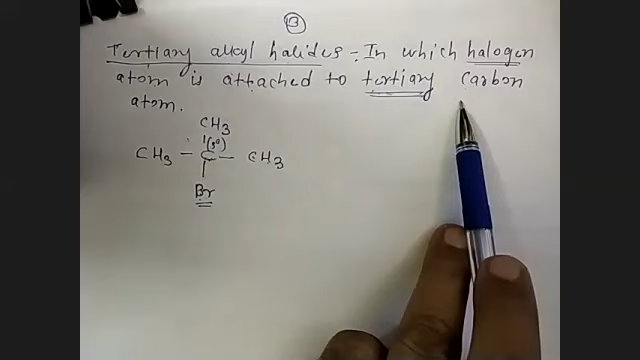 13
Tertiary alkyl halides :- In which halogen
atom is attached to tertiary carbon
atom.
CH3
CH3 - C(3°) - CH3
Br